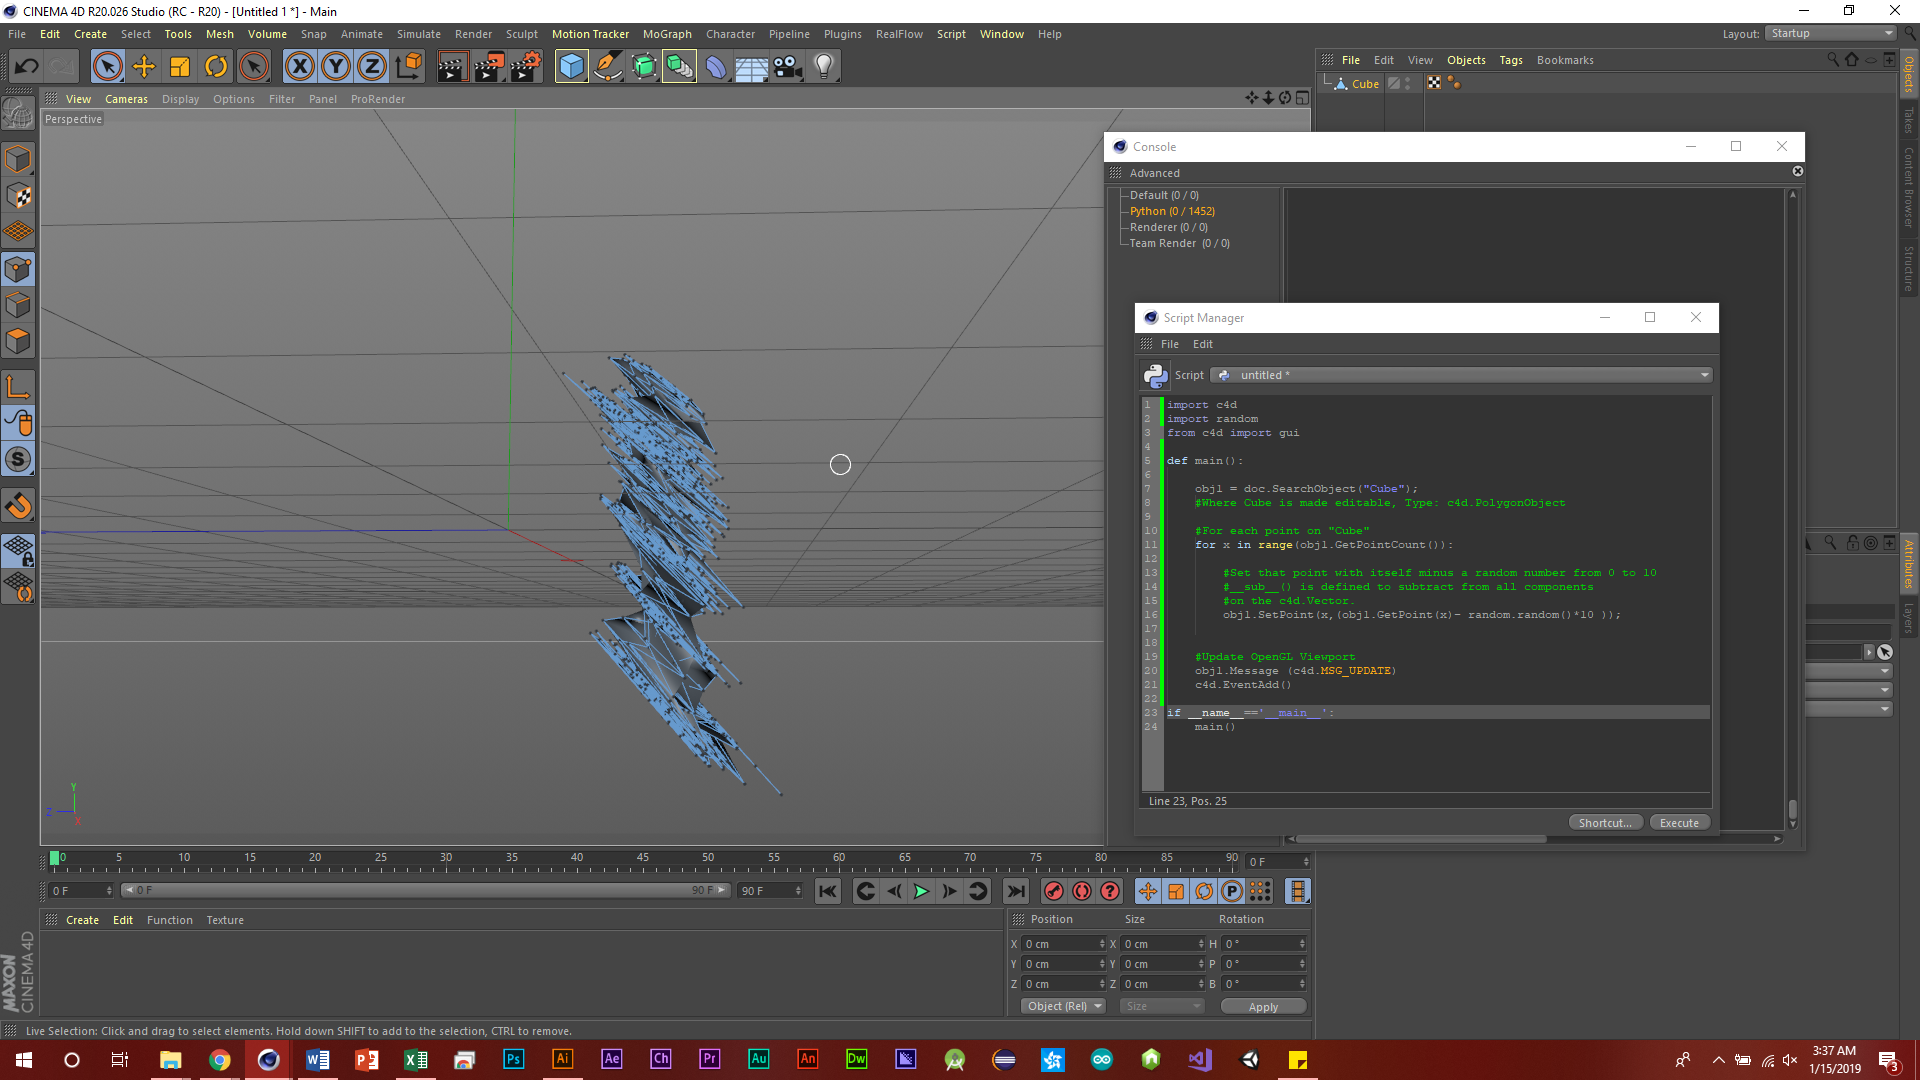 CINEMA 4D R20.026 Studio (RC - R20) - [Untitled 1 *] - Main
File Edit Create Select Tools Mesh Volume Snap Animate Simulate Render Sculpt Motion Tracker MoGraph Character Pipeline Plugins RealFlow Script Window Help
Layout: Startup
File Edit View Objects Tags Bookmarks
Cube
View Cameras Display Options Filter Panel ProRender
Perspective
Objects
Takes
Content Browser
Structure
Attributes
Layers
Console
Advanced
Default (0 / 0)
Python (0 / 1452)
Renderer (0 / 0)
Team Render (0 / 0)
Script Manager
File Edit
Script untitled *
1 import c4d
2 import random
3 from c4d import gui
4
5 def main():
6
7 obj1 = doc.SearchObject("Cube");
8 #Where Cube is made editable, Type: c4d.PolygonObject
9
10 #For each point on "Cube"
11 for x in range(obj1.GetPointCount()):
12
13 #Set that point with itself minus a random number from 0 to 10
14 #__sub__() is defined to subtract from all components
15 #on the c4d.Vector.
16 obj1.SetPoint(x,(obj1.GetPoint(x)- random.random()*10 ));
17
18
19 #Update OpenGL Viewport
20 obj1.Message (c4d.MSG_UPDATE)
21 c4d.EventAdd()
22
23 if __name__=='__main__':
24 main()
Line 23, Pos. 25
Shortcut... Execute
Y
Z
X
0 5 10 15 20 25 30 35 40 45 50 55 60 65 70 75 80 85 90 0 F
0 F 0 F 90 F 90 F
Create Edit Function Texture
Position Size Rotation
X 0 cm X 0 cm H 0 °
Y 0 cm Y 0 cm P 0 °
Z 0 cm Z 0 cm B 0 °
Object (Rel) Size Apply
MAXON
CINEMA 4D
Live Selection: Click and drag to select elements. Hold down SHIFT to add to the selection, CTRL to remove.
Ps Ai Ae Ch Pr Au An Dw
3:37 AM
1/15/2019
3